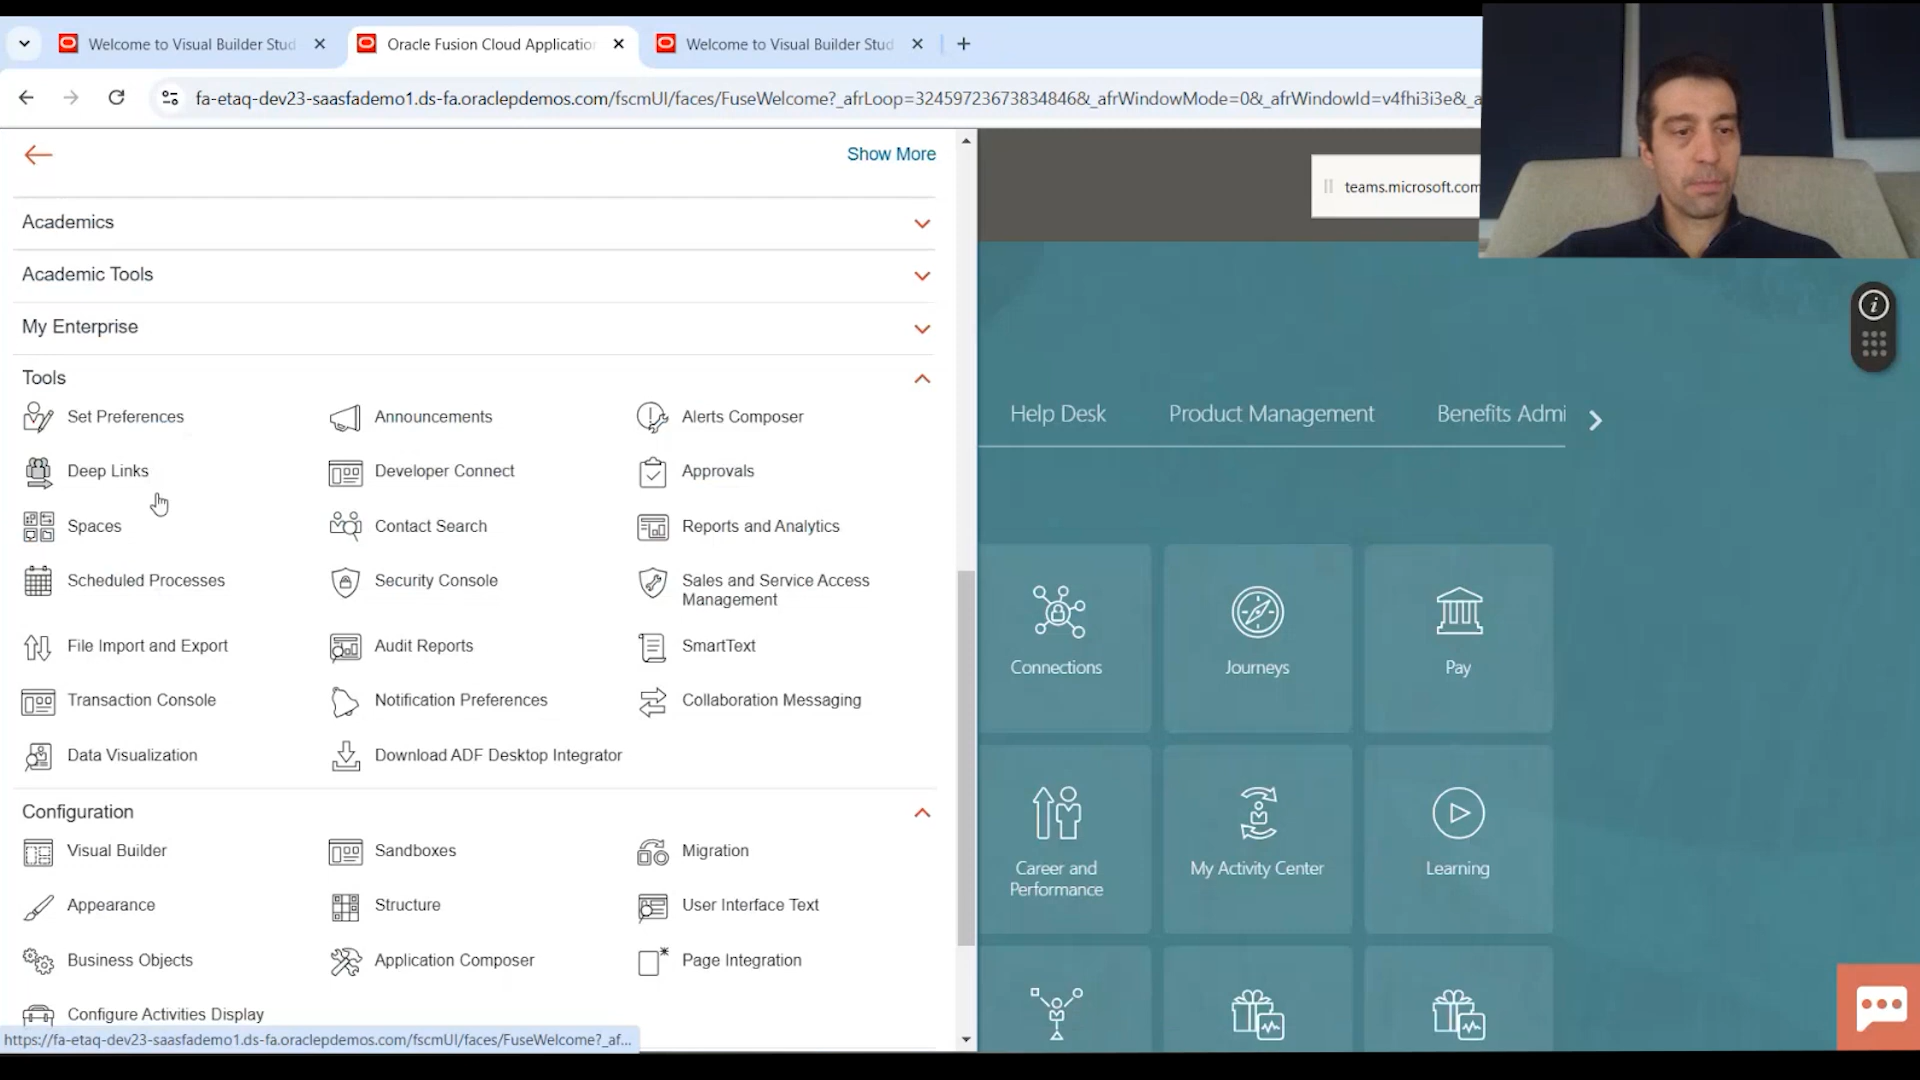 Welcome to Visual Builder Stud
Oracle Fusion Cloud Application
Welcome to Visual Builder Stud
fa-etaq-dev23-saasfademo1.ds-fa.oraclepdemos.com/fscmUI/faces/FuseWelcome?_afrLoop=32459723673834846&_afrWindowMode=0&_afrWindowId=v4fhi3i3e&_a
Show More
teams.microsoft.com
Academics
Academic Tools
My Enterprise
Tools
Set Preferences
Announcements
Alerts Composer
Deep Links
Developer Connect
Approvals
Spaces
Contact Search
Reports and Analytics
Scheduled Processes
Security Console
Sales and Service Access
Management
File Import and Export
Audit Reports
SmartText
Transaction Console
Notification Preferences
Collaboration Messaging
Data Visualization
Download ADF Desktop Integrator
Configuration
Visual Builder
Sandboxes
Migration
Appearance
Structure
User Interface Text
Business Objects
Application Composer
Page Integration
Configure Activities Display
https://fa-etaq-dev23-saasfademo1.ds-fa.oraclepdemos.com/fscmUI/faces/FuseWelcome?_af...
Help Desk
Product Management
Benefits Admi
Connections
Journeys
Pay
Career and
Performance
My Activity Center
Learning